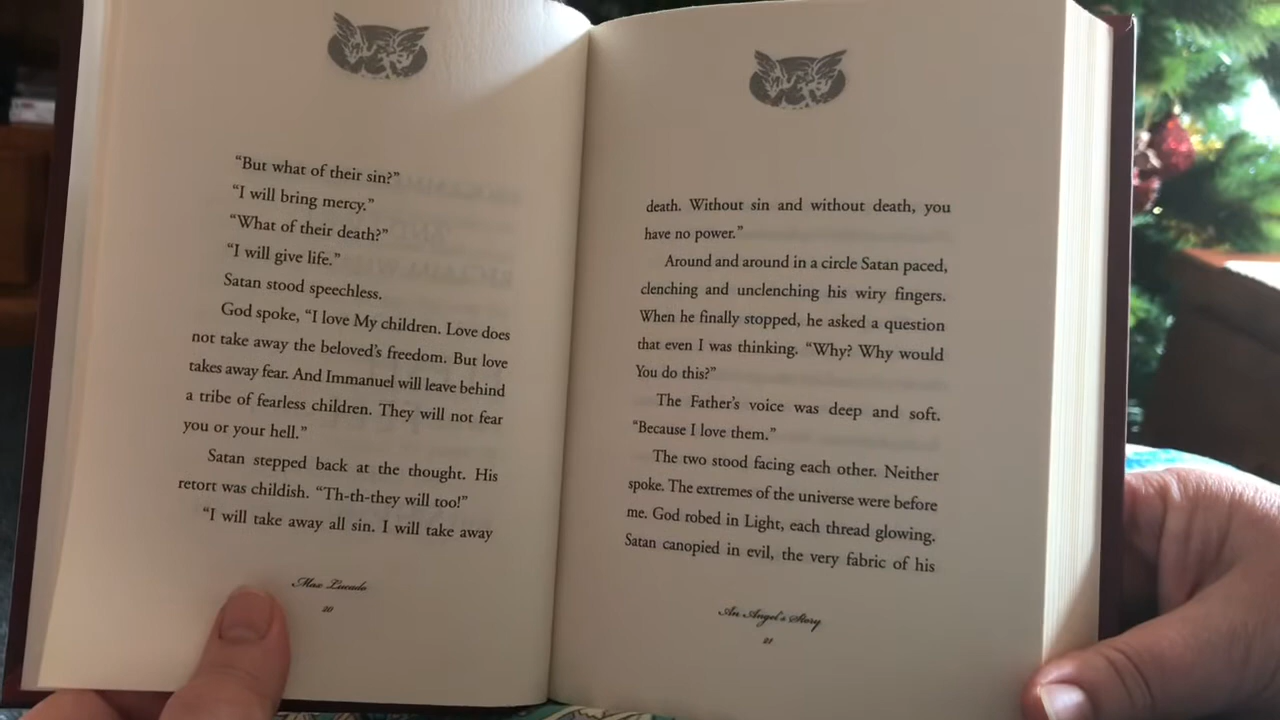 “But what of their sin?”
“I will bring mercy.”
“What of their death?”
“I will give life.”
Satan stood speechless.
God spoke, “I love My children. Love does
not take away the beloved’s freedom. But love
takes away fear. And Immanuel will leave behind
a tribe of fearless children. They will not fear
you or your hell.”
Satan stepped back at the thought. His
retort was childish. “Th-th-they will too!”
“I will take away all sin. I will take away
Max Lucado
20
death. Without sin and without death, you
have no power.”
Around and around in a circle Satan paced,
clenching and unclenching his wiry fingers.
When he finally stopped, he asked a question
that even I was thinking. “Why? Why would
You do this?”
The Father’s voice was deep and soft.
“Because I love them.”
The two stood facing each other. Neither
spoke. The extremes of the universe were before
me. God robed in Light, each thread glowing.
Satan canopied in evil, the very fabric of his
An Angel’s Story
21